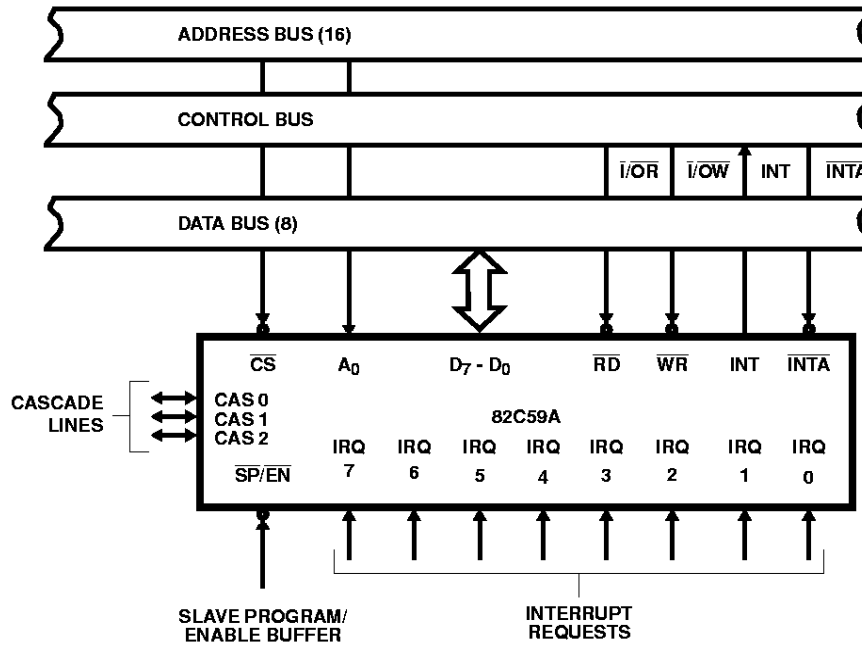 ADDRESS BUS (16)
CONTROL BUS
I/OR I/OW INT INTA
DATA BUS (8)
CS A0 D7 - D0 RD WR INT INTA
CASCADE
LINES
CAS 0
CAS 1
CAS 2
82C59A
IRQ IRQ IRQ IRQ IRQ IRQ IRQ IRQ
SP/EN 7 6 5 4 3 2 1 0
SLAVE PROGRAM/
ENABLE BUFFER
INTERRUPT
REQUESTS